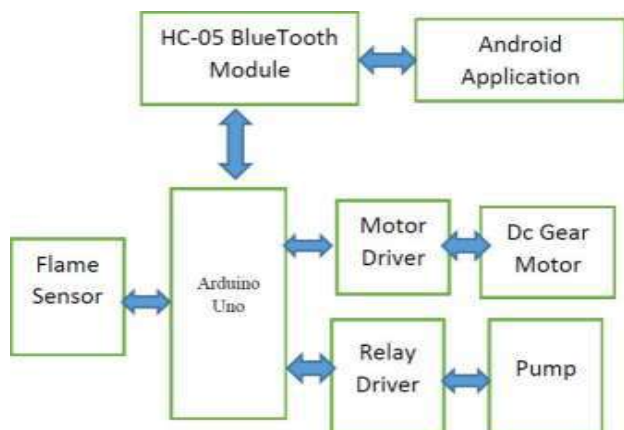 HC-05 BlueTooth
Module
Android
Application
Flame
Sensor
Arduino
Uno
Motor
Driver
Dc Gear
Motor
Relay
Driver
Pump